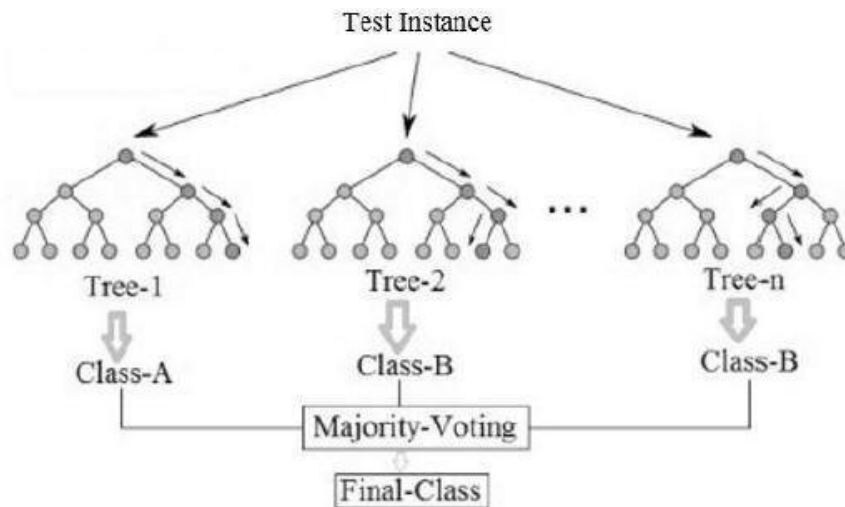 Test Instance
...
Tree-1 Tree-2 Tree-n
Class-A Class-B Class-B
Majority-Voting
Final-Class